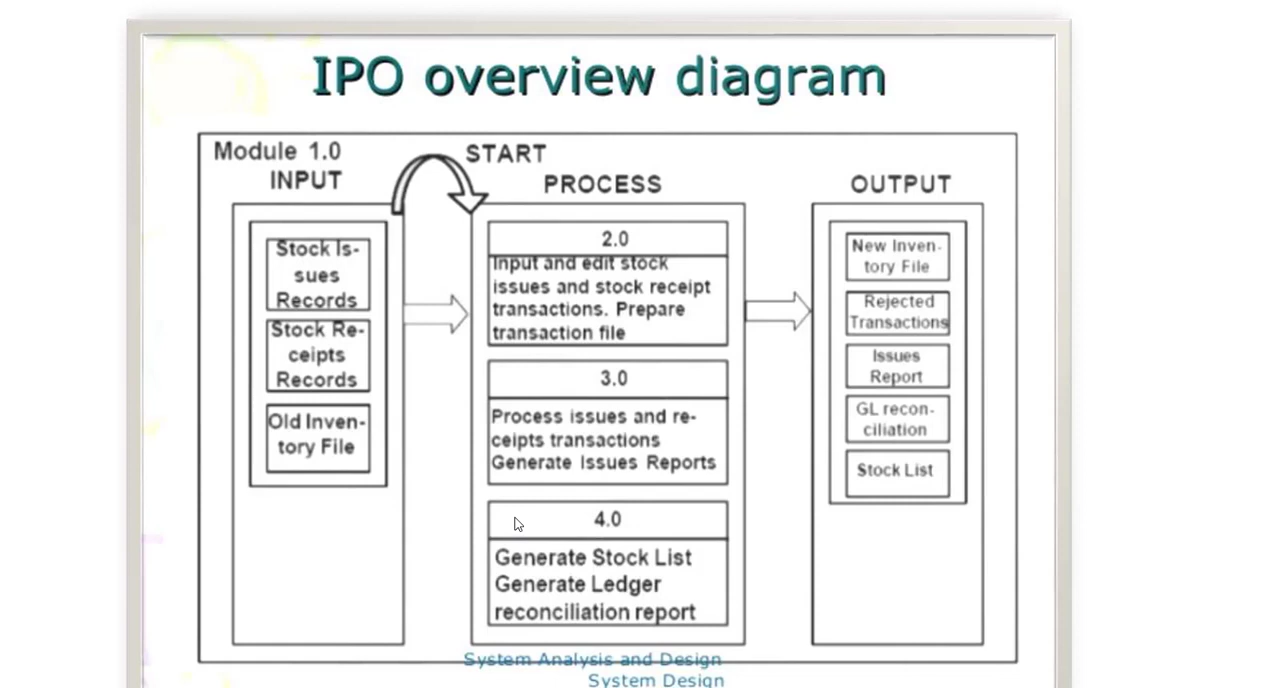 IPO overview diagram
Module 1.0
START
INPUT
PROCESS
OUTPUT
Stock Is-
sues
Records
Stock Re-
ceipts
Records
Old Inven-
tory File
2.0
Input and edit stock
issues and stock receipt
transactions. Prepare
transaction file
3.0
Process issues and re-
ceipts transactions
Generate Issues Reports
4.0
Generate Stock List
Generate Ledger
reconciliation report
New Inven-
tory File
Rejected
Transactions
Issues
Report
GL recon-
ciliation
Stock List
System Analysis and Design
System Design